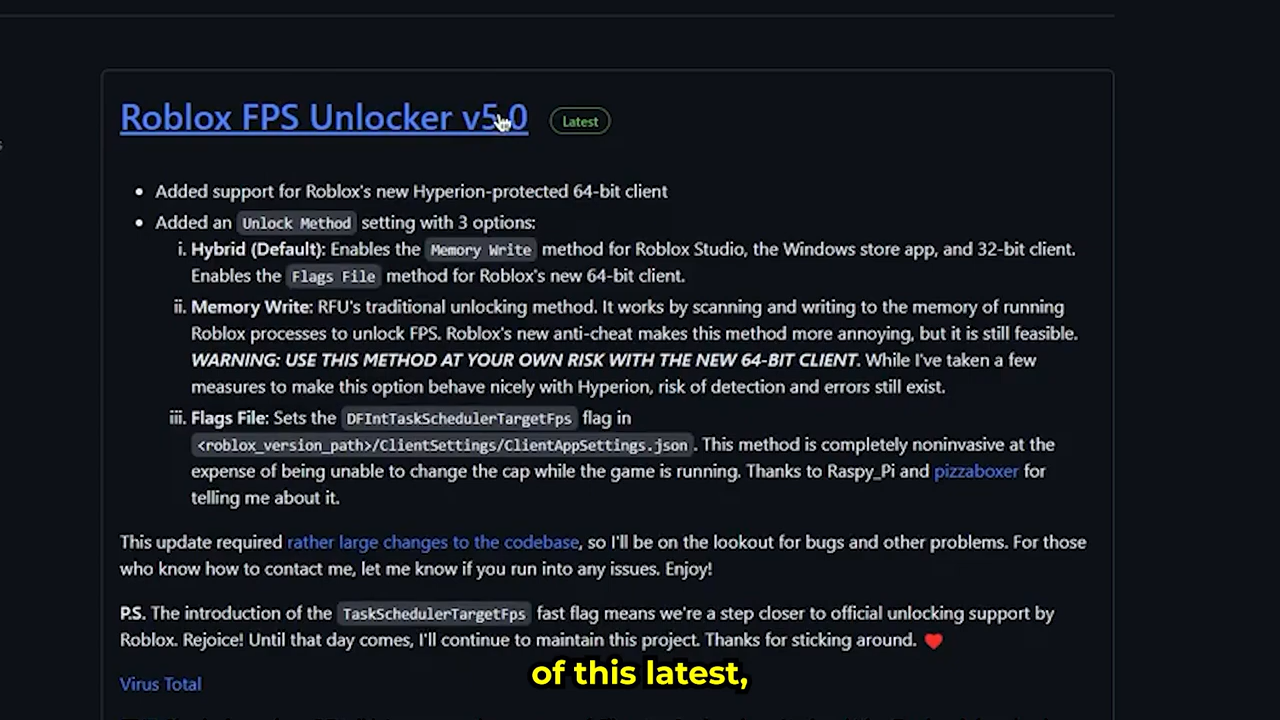 Roblox FPS Unlocker v5.0 Latest
• Added support for Roblox's new Hyperion-protected 64-bit client
• Added an Unlock Method setting with 3 options:
i. Hybrid (Default): Enables the Memory Write method for Roblox Studio, the Windows store app, and 32-bit client.
Enables the Flags File method for Roblox's new 64-bit client.
ii. Memory Write: RFU's traditional unlocking method. It works by scanning and writing to the memory of running
Roblox processes to unlock FPS. Roblox's new anti-cheat makes this method more annoying, but it is still feasible.
WARNING: USE THIS METHOD AT YOUR OWN RISK WITH THE NEW 64-BIT CLIENT. While I've taken a few
measures to make this option behave nicely with Hyperion, risk of detection and errors still exist.
iii. Flags File: Sets the DFIntTaskSchedulerTargetFps flag in
<roblox_version_path>/ClientSettings/ClientAppSettings.json. This method is completely noninvasive at the
expense of being unable to change the cap while the game is running. Thanks to Raspy_Pi and pizzaboxer for
telling me about it.
This update required rather large changes to the codebase, so I'll be on the lookout for bugs and other problems. For those
who know how to contact me, let me know if you run into any issues. Enjoy!
P.S. The introduction of the TaskSchedulerTargetFps fast flag means we're a step closer to official unlocking support by
Roblox. Rejoice! Until that day comes, I'll continue to maintain this project. Thanks for sticking around. ❤
of this latest,
Virus Total